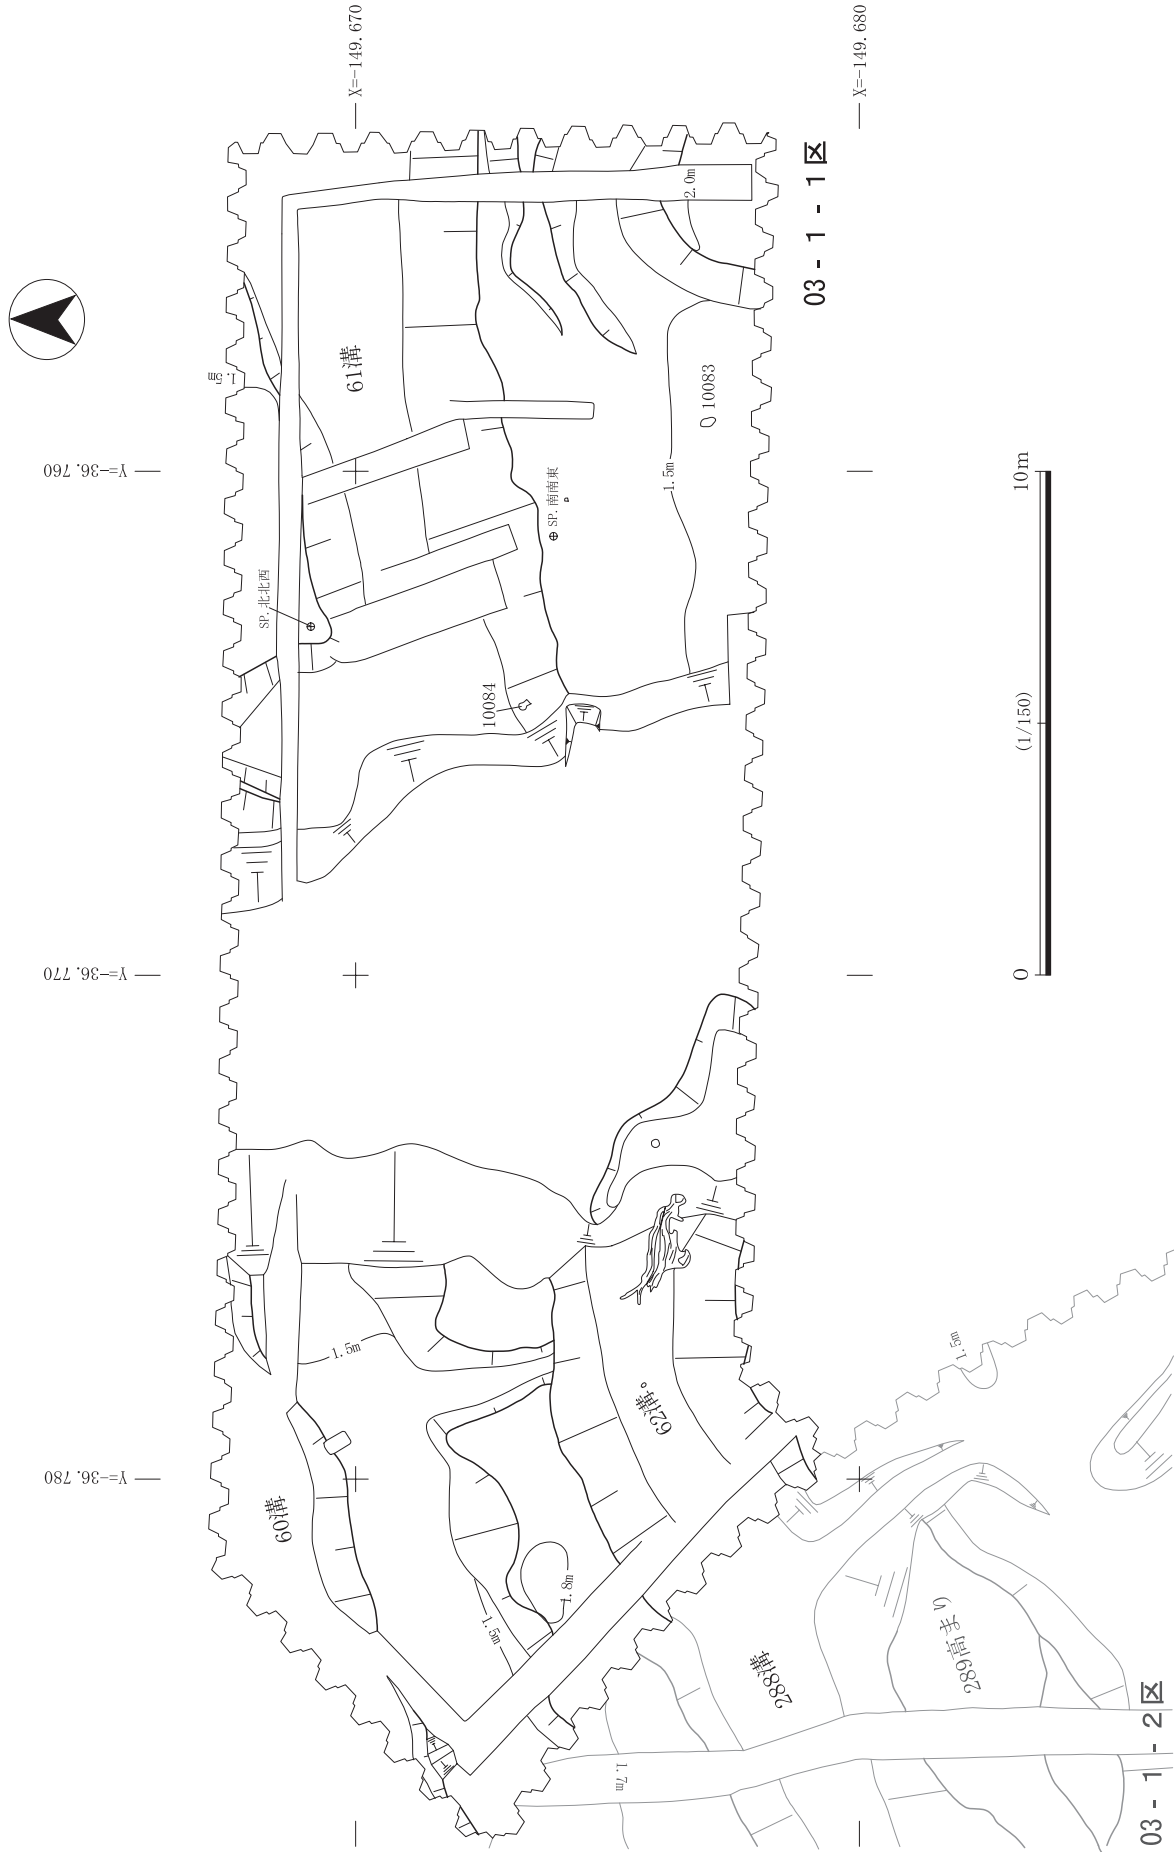 X=-149.670
X=-149.680
03-1-1区
2.0m
1.5m
61溝
10083
Y=-36.760
SP.南南東
1.5m
10m
SP.北北西
10084
(1/150)
Y=-36.770
0
1.5m
1.5m
62溝
Y=-36.780
60溝
1.8m
1.5m
289高まり
288溝
1.7m
03-1-2区